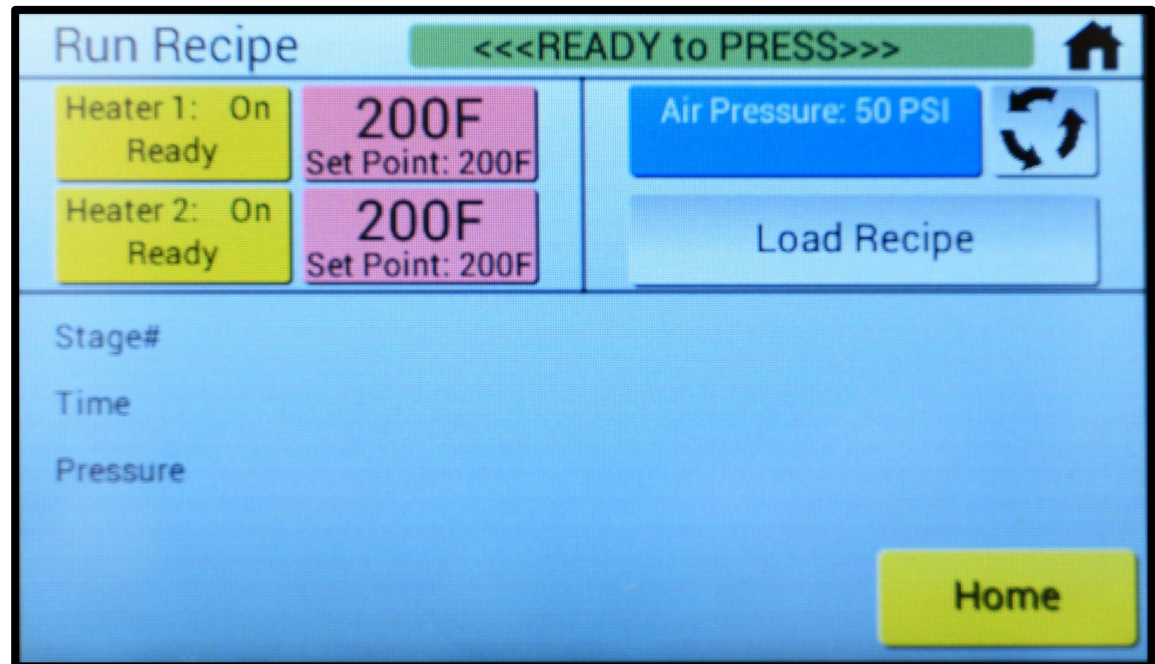 Run Recipe
<<<READY to PRESS>>>
Heater 1: On
Ready
200F
Set Point: 200F
Air Pressure: 50 PSI
Heater 2: On
Ready
200F
Set Point: 200F
Load Recipe
Stage#
Time
Pressure
Home